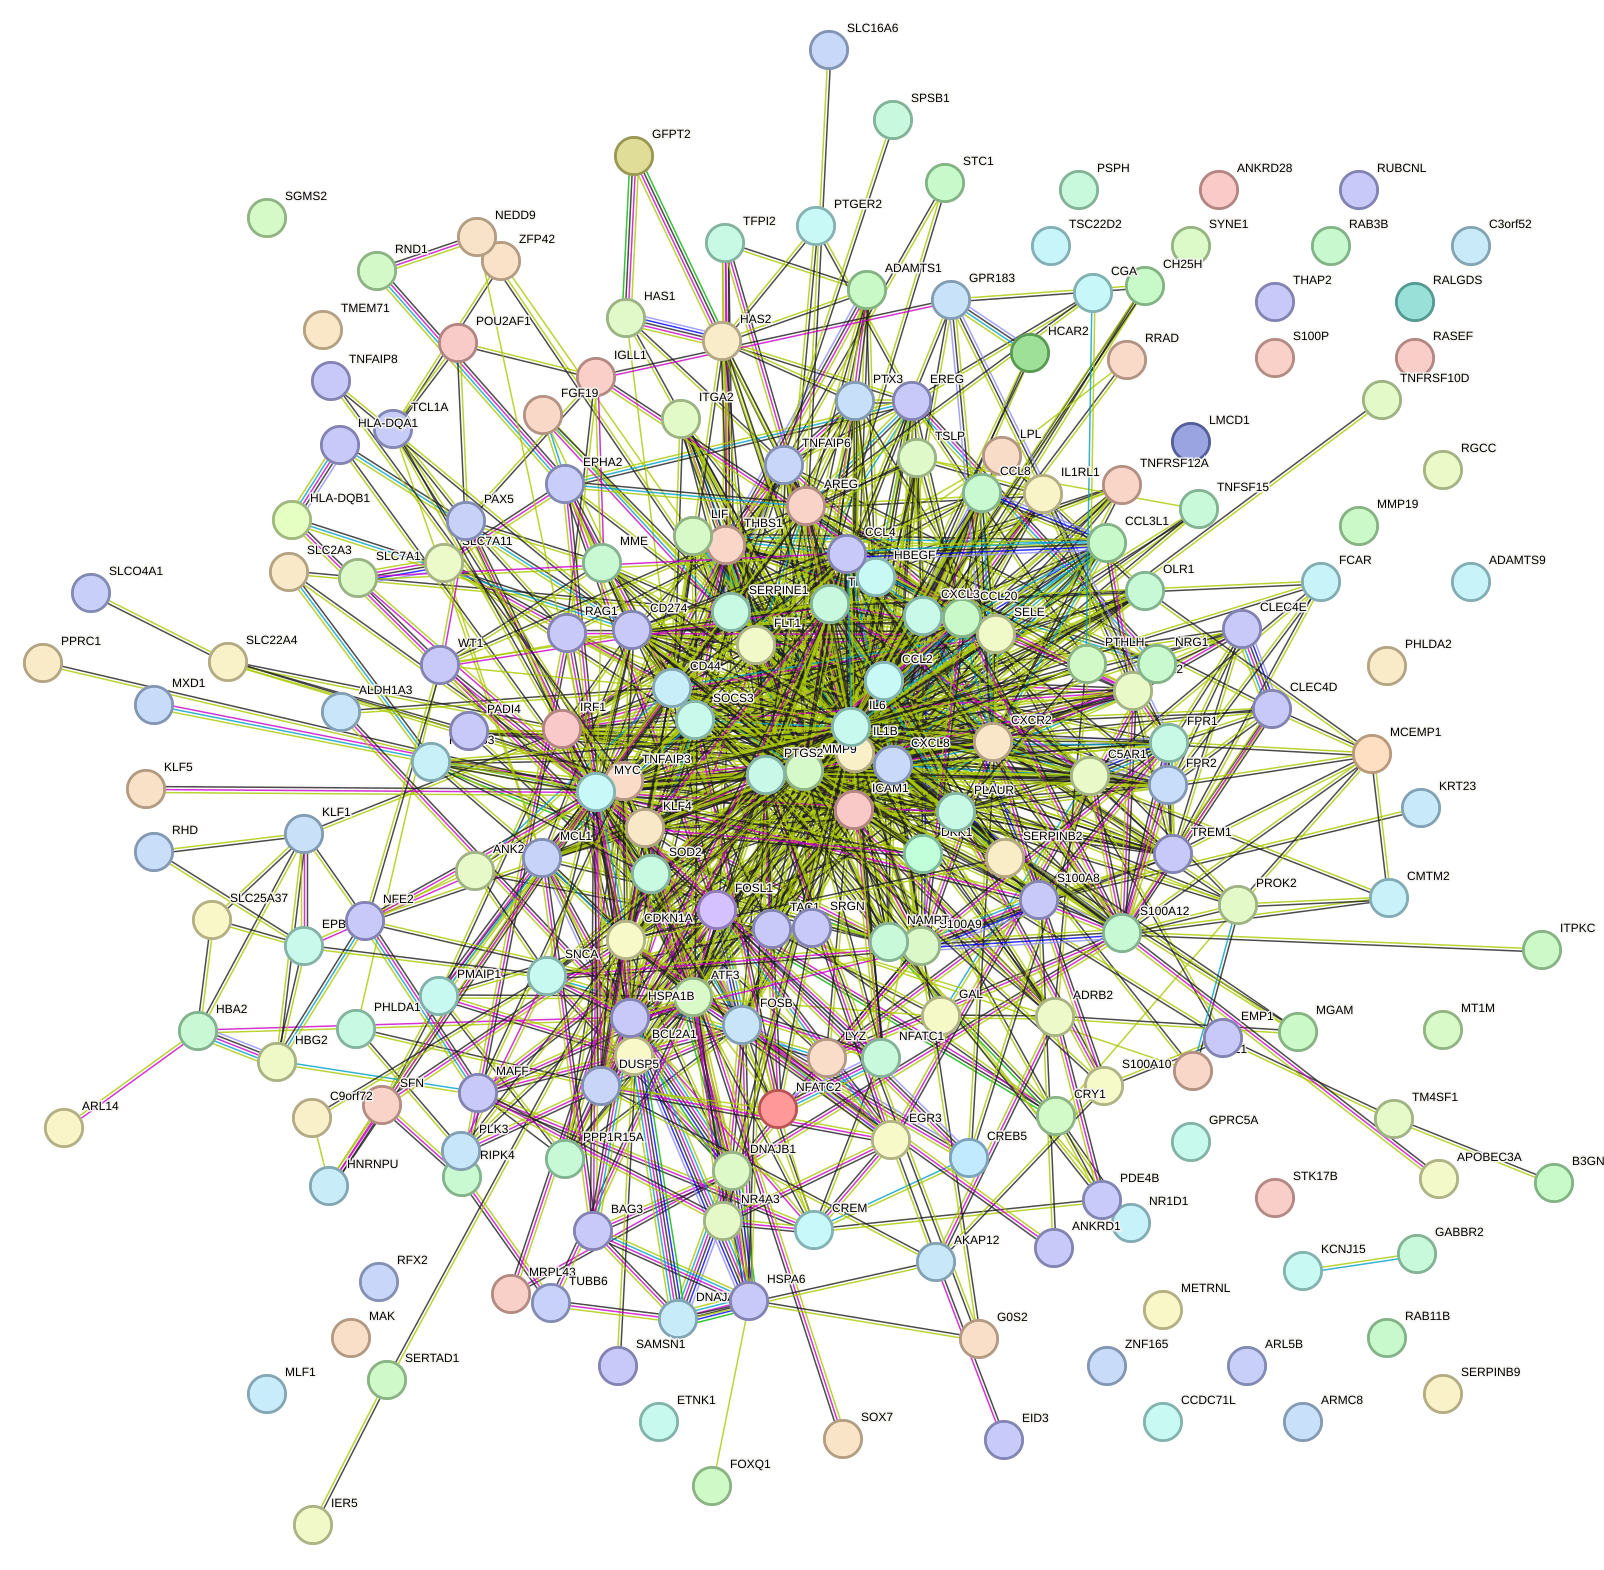 SLC16A6
SPSB1
GFPT2
STC1
PSPH
ANKRD28
RUBCNL
SGMS2
PTGER2
NEDD9
TFPI2
TSC22D2
SYNE1
RAB3B
C3orf52
ZFP42
RND1
ADAMTS1
GPR183
CGA
CH25H
THAP2
RALGDS
HAS1
TMEM71
POU2AF1
HAS2
HCAR2
RRAD
S100P
RASEF
TNFAIP8
IGLL1
PTX3
EREG
TNFRSF10D
TCL1A
FGF19
ITGA2
HLA-DQA1
TNFAIP6
TSLP
LPL
LMCD1
EPHA2
AREG
CCL8
IL1RL1
TNFRSF12A
RGCC
HLA-DQB1
PAX5
LIF
THBS1
TNFSF15
MMP19
SLC2A3
SLC7A1
SLC7A11
MME
CCL4
HBEGF
CCL3L1
SLCO4A1
OLR1
FCAR
ADAMTS9
SERPINE1
CXCL3
CCL20
RAG1
CD274
FLT1
SELE
CLEC4E
PPRC1
SLC22A4
WT1
CD44
CCL2
PTHLH
NRG1
PHLDA2
MXD1
ALDH1A3
PADI4
IRF1
SOCS3
IL6
CXCR2
CLEC4D
IL1B
FPR1
MCEMP1
KLF5
MYC
TNFAIP3
PTGS2
MMP9
CXCL8
C5AR1
FPR2
KRT23
KLF1
KLF4
ICAM1
PLAUR
RHD
MCL1
ANK2
SOD2
DKK1
SERPINB2
TREM1
CMTM2
SLC25A37
NFE2
FOSL1
S100A8
PROK2
EPB
CDKN1A
TAC1
SRGN
NAMPT
S100A9
S100A12
ITPKC
HBA2
PHLDA1
PMAIP1
SNCA
HSPA1B
ATF3
FOSB
GAL
ADRB2
EMP1
MGAM
MT1M
HBG2
BCL2A1
LYZ
NFATC1
S100A10
ARL14
C9orf72
SFN
MAFF
DUSP5
NFATC2
CRY1
TM4SF1
HNRNPU
PLK3
RIPK4
PPP1R15A
DNAJB1
EGR3
CREB5
GPRC5A
APOBEC3A
B3GN
BAG3
NR4A3
CREM
PDE4B
NR1D1
STK17B
RFX2
MRPL43
TUBB6
HSPA6
AKAP12
ANKRD1
KCNJ15
GABBR2
MAK
G0S2
METRNL
RAB11B
MLF1
SERTAD1
SAMSN1
ZNF165
ARL5B
SERPINB9
ETNK1
SOX7
EID3
CCDC71L
ARMC8
FOXQ1
IER5